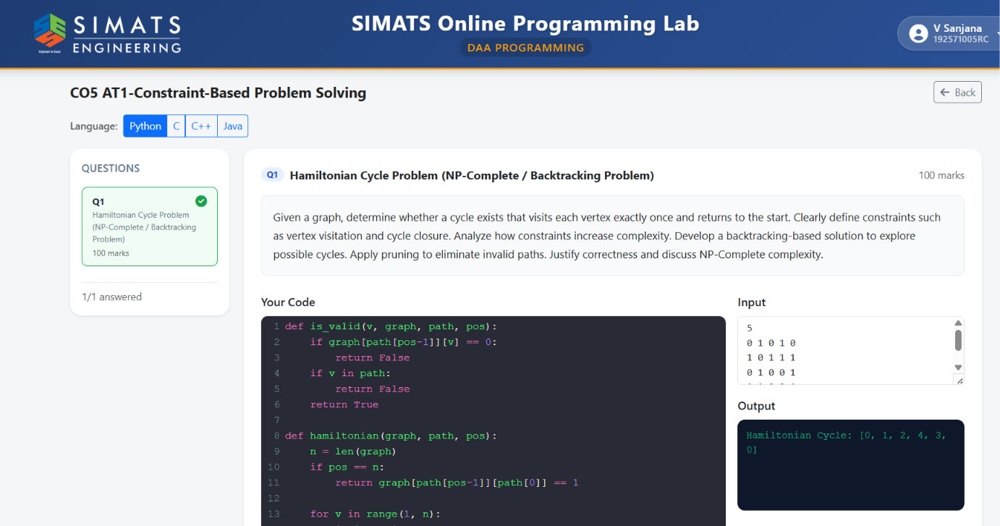 SIMATS
ENGINEERING
Engineer to Excel
SIMATS Online Programming Lab
DAA PROGRAMMING
V Sanjana
192571005RC
CO5 AT1-Constraint-Based Problem Solving
← Back
Language: Python C C++ Java
QUESTIONS
Q1
Hamiltonian Cycle Problem
(NP-Complete / Backtracking
Problem)
100 marks
1/1 answered
Q1 Hamiltonian Cycle Problem (NP-Complete / Backtracking Problem) 100 marks
Given a graph, determine whether a cycle exists that visits each vertex exactly once and returns to the start. Clearly define constraints such
as vertex visitation and cycle closure. Analyze how constraints increase complexity. Develop a backtracking-based solution to explore
possible cycles. Apply pruning to eliminate invalid paths. Justify correctness and discuss NP-Complete complexity.
Your Code
1 def is_valid(v, graph, path, pos):
2     if graph[path[pos-1]][v] == 0:
3         return False
4     if v in path:
5         return False
6     return True
7
8 def hamiltonian(graph, path, pos):
9     n = len(graph)
10     if pos == n:
11         return graph[path[pos-1]][path[0]] == 1
12
13     for v in range(1, n):
Input
5
0 1 0 1 0
1 0 1 1 1
0 1 0 0 1
Output
Hamiltonian Cycle: [0, 1, 2, 4, 3,
0]